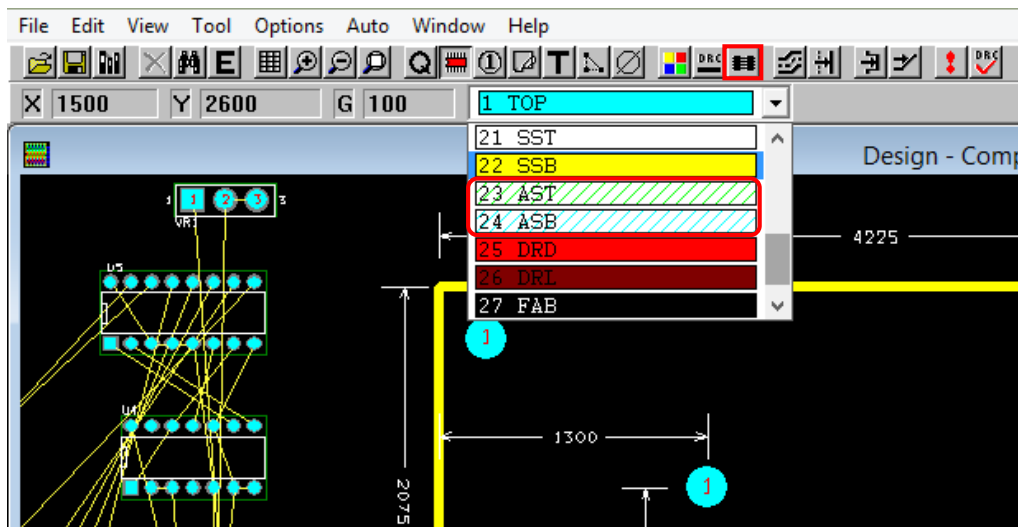 File Edit View Tool Options Auto Window Help
Q E 1 T DRC DRC
X 1500 Y 2600 G 100 1 TOP
21 SST
22 SSB
23 AST
24 ASB
25 DRD
26 DRL
27 FAB
Design - Comp
1 1 2 3 3
VR1
U5
U4
4225
1
1300
1
2075